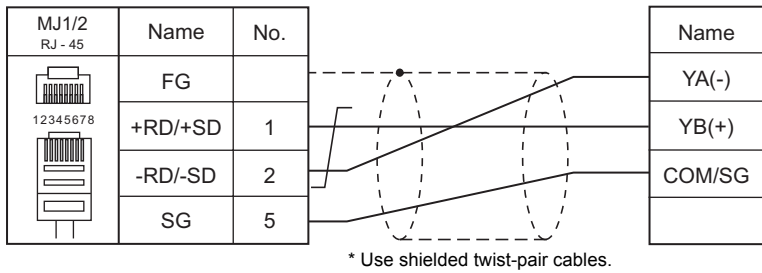 MJ1/2
RJ - 45
Name
No.
Name
FG
YA(-)
12345678
+RD/+SD
1
YB(+)
-RD/-SD
2
COM/SG
SG
5
* Use shielded twist-pair cables.